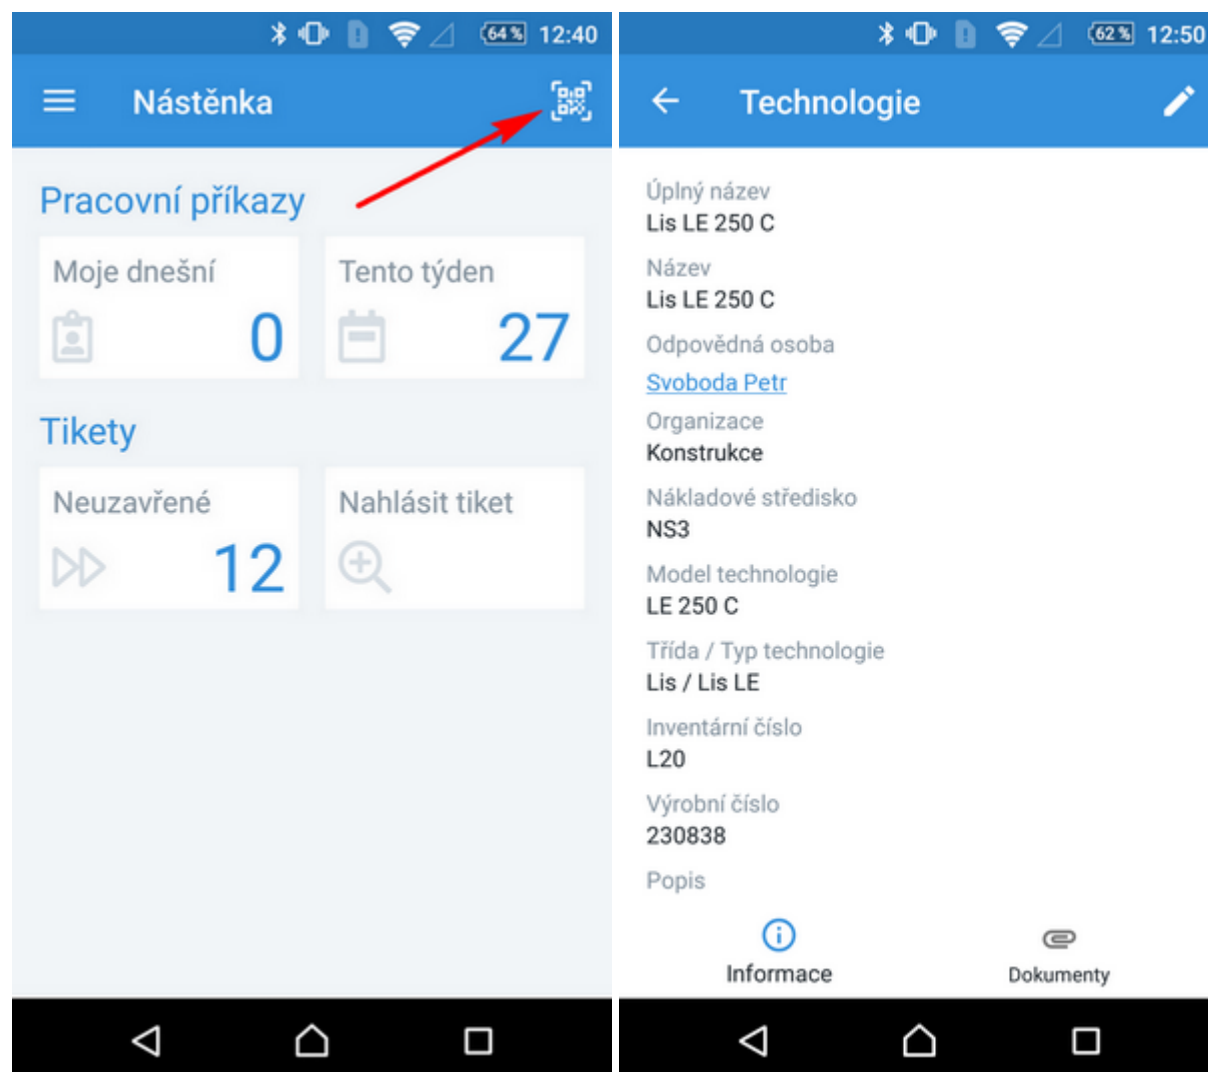 64 % 12:40
Nástěnka
Pracovní příkazy
Moje dnešní
0
Tento týden
27
Tikety
Neuzavřené
12
Nahlásit tiket
62 % 12:50
Technologie
Úplný název
Lis LE 250 C
Název
Lis LE 250 C
Odpovědná osoba
Svoboda Petr
Organizace
Konstrukce
Nákladové středisko
NS3
Model technologie
LE 250 C
Třída / Typ technologie
Lis / Lis LE
Inventární číslo
L20
Výrobní číslo
230838
Popis
Informace
Dokumenty